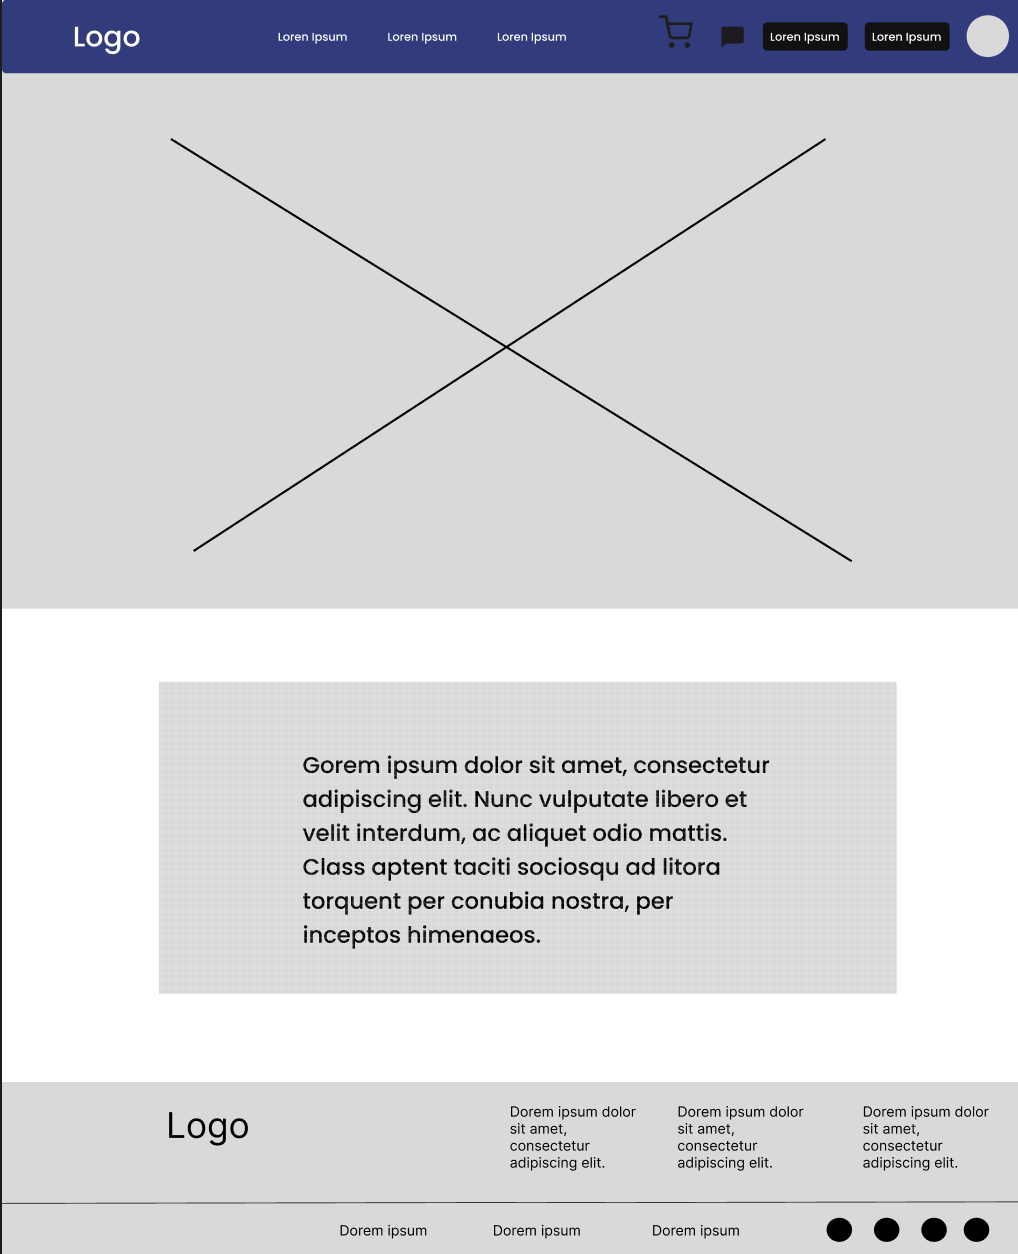 Logo
Loren Ipsum
Loren Ipsum
Loren Ipsum
Loren Ipsum
Loren Ipsum
Gorem ipsum dolor sit amet, consectetur
adipiscing elit. Nunc vulputate libero et
velit interdum, ac aliquet odio mattis.
Class aptent taciti sociosqu ad litora
torquent per conubia nostra, per
inceptos himenaeos.
Logo
Dorem ipsum dolor
sit amet,
consectetur
adipiscing elit.
Dorem ipsum dolor
sit amet,
consectetur
adipiscing elit.
Dorem ipsum dolor
sit amet,
consectetur
adipiscing elit.
Dorem ipsum
Dorem ipsum
Dorem ipsum